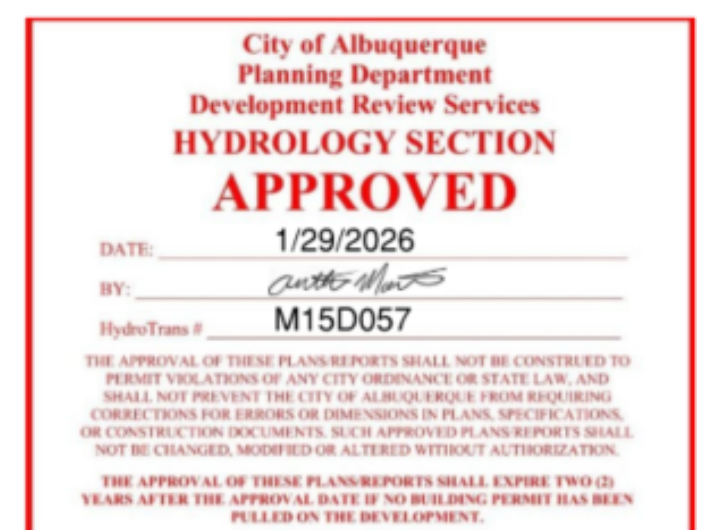 City of Albuquerque
Planning Department
Development Review Services
HYDROLOGY SECTION
APPROVED
DATE: 1/29/2026
BY:
HydroTrans # M15D057
THE APPROVAL OF THESE PLANS/REPORTS SHALL NOT BE CONSTRUED TO
PERMIT VIOLATIONS OF ANY CITY ORDINANCE OR STATE LAW, AND
SHALL NOT PREVENT THE CITY OF ALBUQUERQUE FROM REQUIRING
CORRECTIONS FOR ERRORS OR DIMENSIONS IN PLANS, SPECIFICATIONS,
OR CONSTRUCTION DOCUMENTS. SUCH APPROVED PLANS/REPORTS SHALL
NOT BE CHANGED, MODIFIED OR ALTERED WITHOUT AUTHORIZATION.
THE APPROVAL OF THESE PLANS/REPORTS SHALL EXPIRE TWO (2)
YEARS AFTER THE APPROVAL DATE IF NO BUILDING PERMIT HAS BEEN
PULLED ON THE DEVELOPMENT.